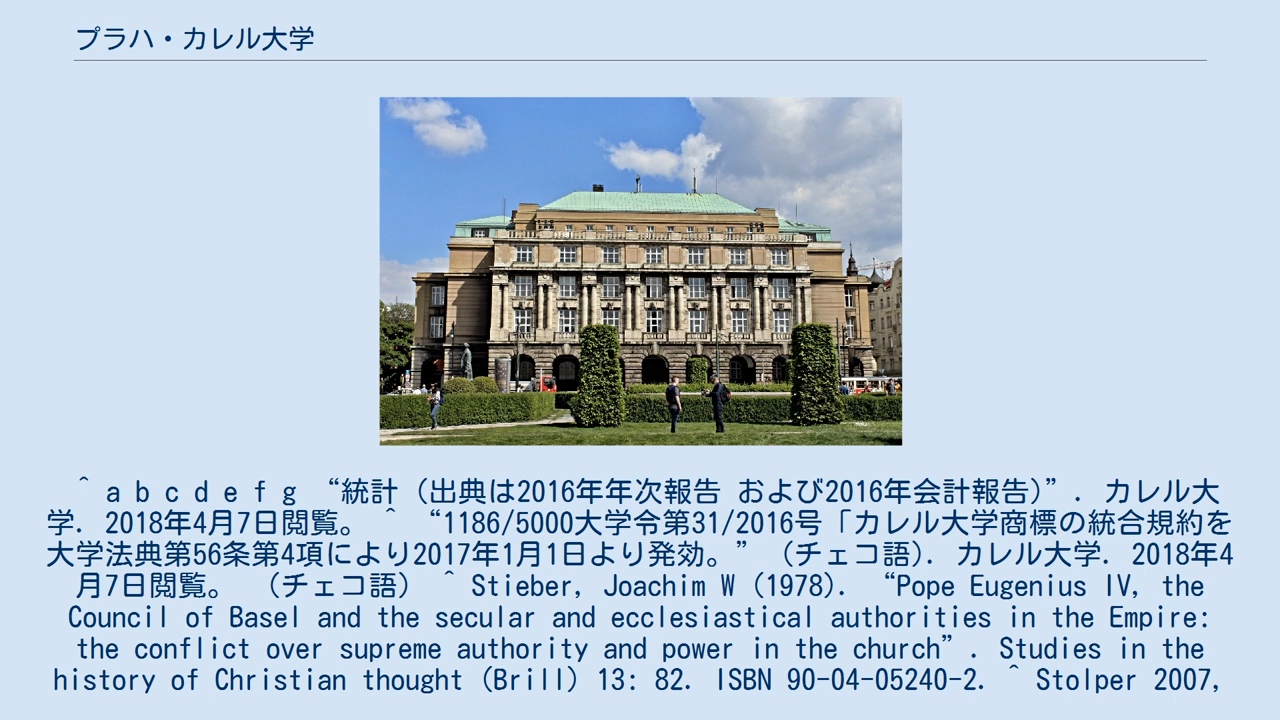 プラハ・カレル大学
^ a b c d e f g “統計 (出典は2016年年次報告 および2016年会計報告)”. カレル大
学. 2018年4月7日閲覧。 ^ “1186/5000大学令第31/2016号「カレル大学商標の統合規約を
大学法典第56条第4項により2017年1月1日より発効。” （チェコ語）. カレル大学. 2018年4
月7日閲覧。 （チェコ語） ^ Stieber, Joachim W (1978). “Pope Eugenius IV, the
Council of Basel and the secular and ecclesiastical authorities in the Empire:
the conflict over supreme authority and power in the church”. Studies in the
history of Christian thought (Brill) 13: 82. ISBN 90-04-05240-2. ^ Stolper 2007,